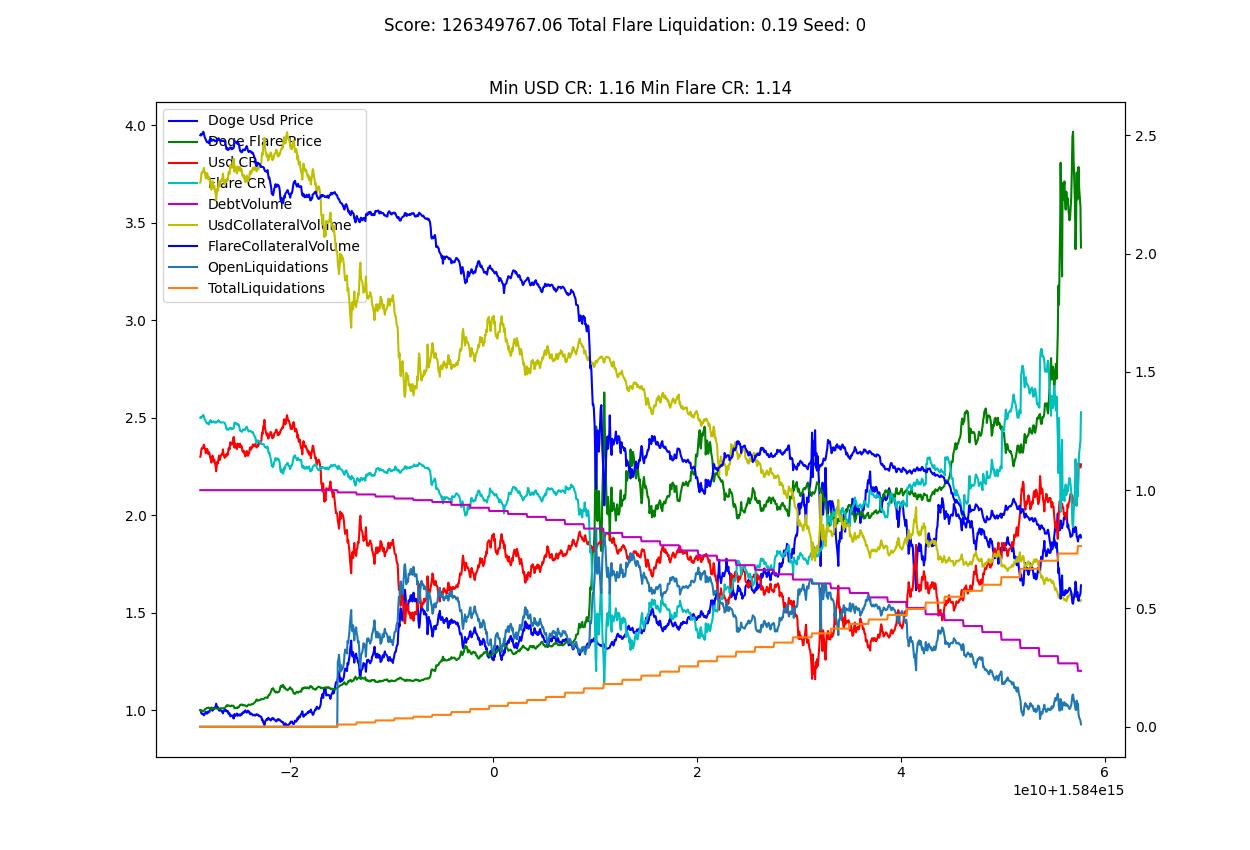 Score: 126349767.06 Total Flare Liquidation: 0.19 Seed: 0
Min USD CR: 1.16 Min Flare CR: 1.14
Doge Usd Price
Doge Flare Price
Usd CR
Flare CR
DebtVolume
UsdCollateralVolume
FlareCollateralVolume
OpenLiquidations
TotalLiquidations
4.0
3.5
3.0
2.5
2.0
1.5
1.0
2.5
2.0
1.5
1.0
0.5
0.0
−2
0
2
4
6
1e10+1.584e15